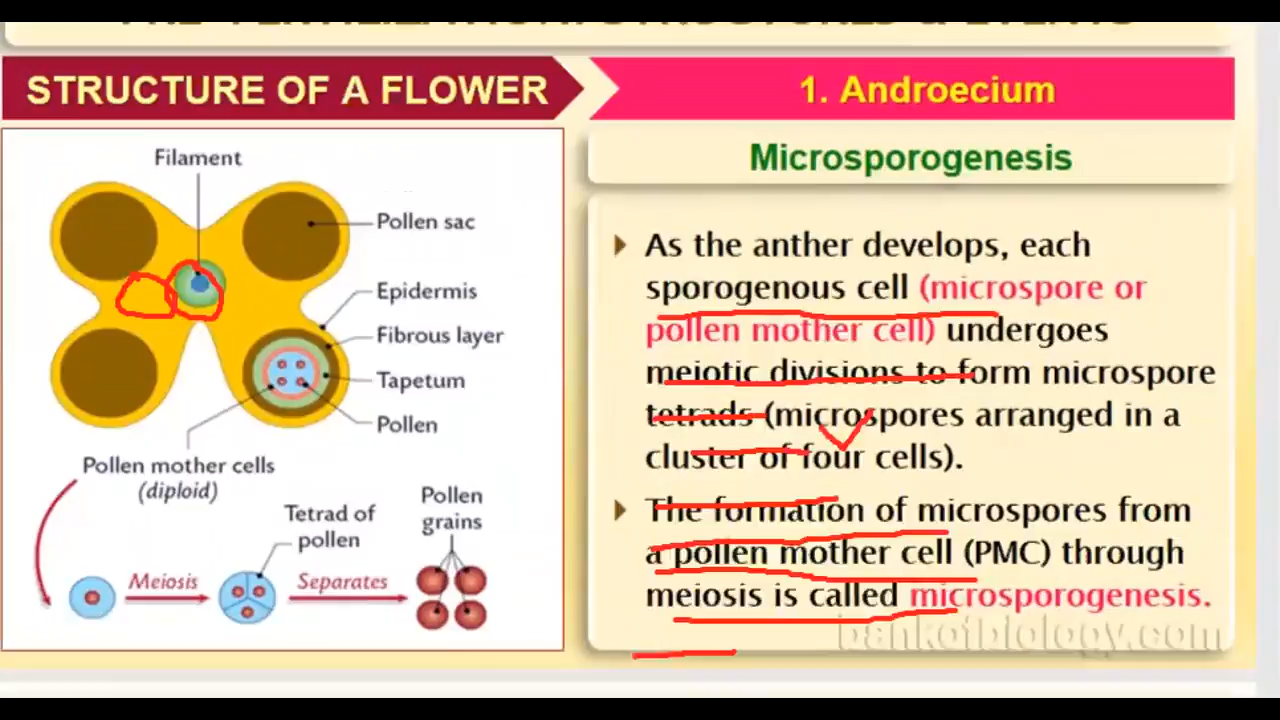 STRUCTURE OF A FLOWER
1. Androecium
Filament
Pollen sac
Epidermis
Fibrous layer
Tapetum
Pollen
Pollen mother cells
(diploid)
Meiosis
Tetrad of
pollen
Separates
Pollen
grains
Microsporogenesis
As the anther develops, each
sporogenous cell (microspore or
pollen mother cell) undergoes
meiotic divisions to form microspore
tetrads (microspores arranged in a
cluster of four cells).
The formation of microspores from
a pollen mother cell (PMC) through
meiosis is called microsporogenesis.
bankofbiology.com